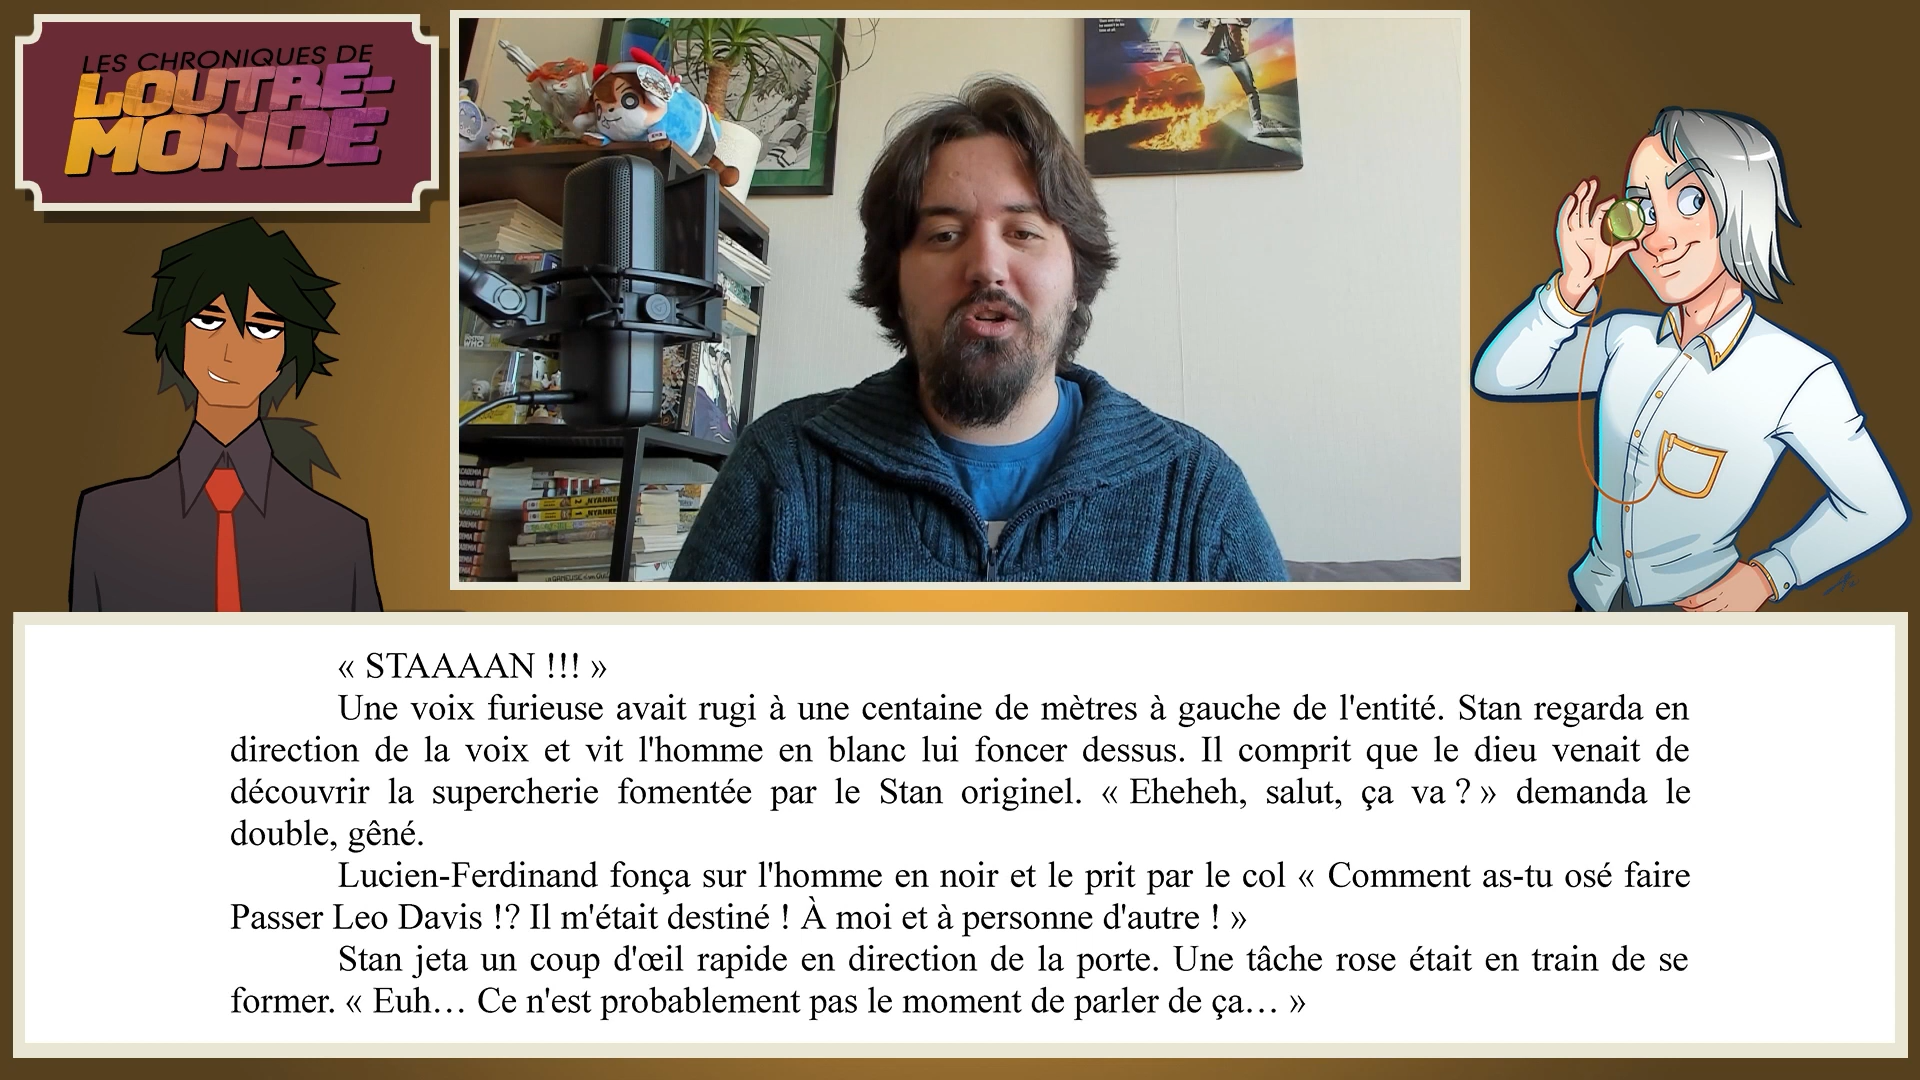 LES CHRONIQUES DE
LOUTRE-
MONDE
DOCTOR
WHO
ACADEMIA
NYANKEES
« STAAAAN !!! »
Une voix furieuse avait rugi à une centaine de mètres à gauche de l'entité. Stan regarda en
direction de la voix et vit l'homme en blanc lui foncer dessus. Il comprit que le dieu venait de
découvrir la supercherie fomentée par le Stan originel. « Eheheh, salut, ça va ? » demanda le
double, gêné.
Lucien-Ferdinand fonça sur l'homme en noir et le prit par le col « Comment as-tu osé faire
Passer Leo Davis !? Il m'était destiné ! À moi et à personne d'autre ! »
Stan jeta un coup d'œil rapide en direction de la porte. Une tâche rose était en train de se
former. « Euh… Ce n'est probablement pas le moment de parler de ça… »